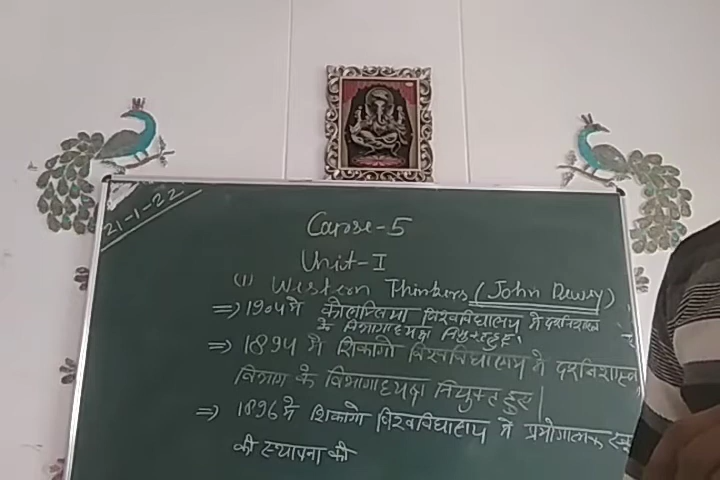 21-1-22
Carose-5
Unit-I
(1) Western Thinkers (John Dewey)
⇒ 1904 में कोलम्बिया विश्वविद्यालय में दर्शनशास्त्र
के विभागाध्यक्ष नियुक्त हुए।
⇒ 1894 में शिकागो विश्वविद्यालय में दर्शनशास्त्र
विभाग के विभागाध्यक्ष नियुक्त हुए।
⇒ 1896 में शिकागो विश्वविद्यालय में प्रयोगात्मक
की स्थापना की